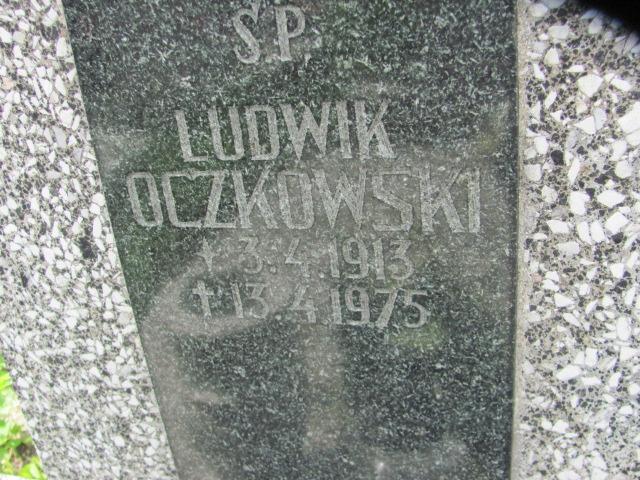 Ś.P.
LUDWIK
OCZKOWSKI
* 3.4.1913
† 13.4.1975